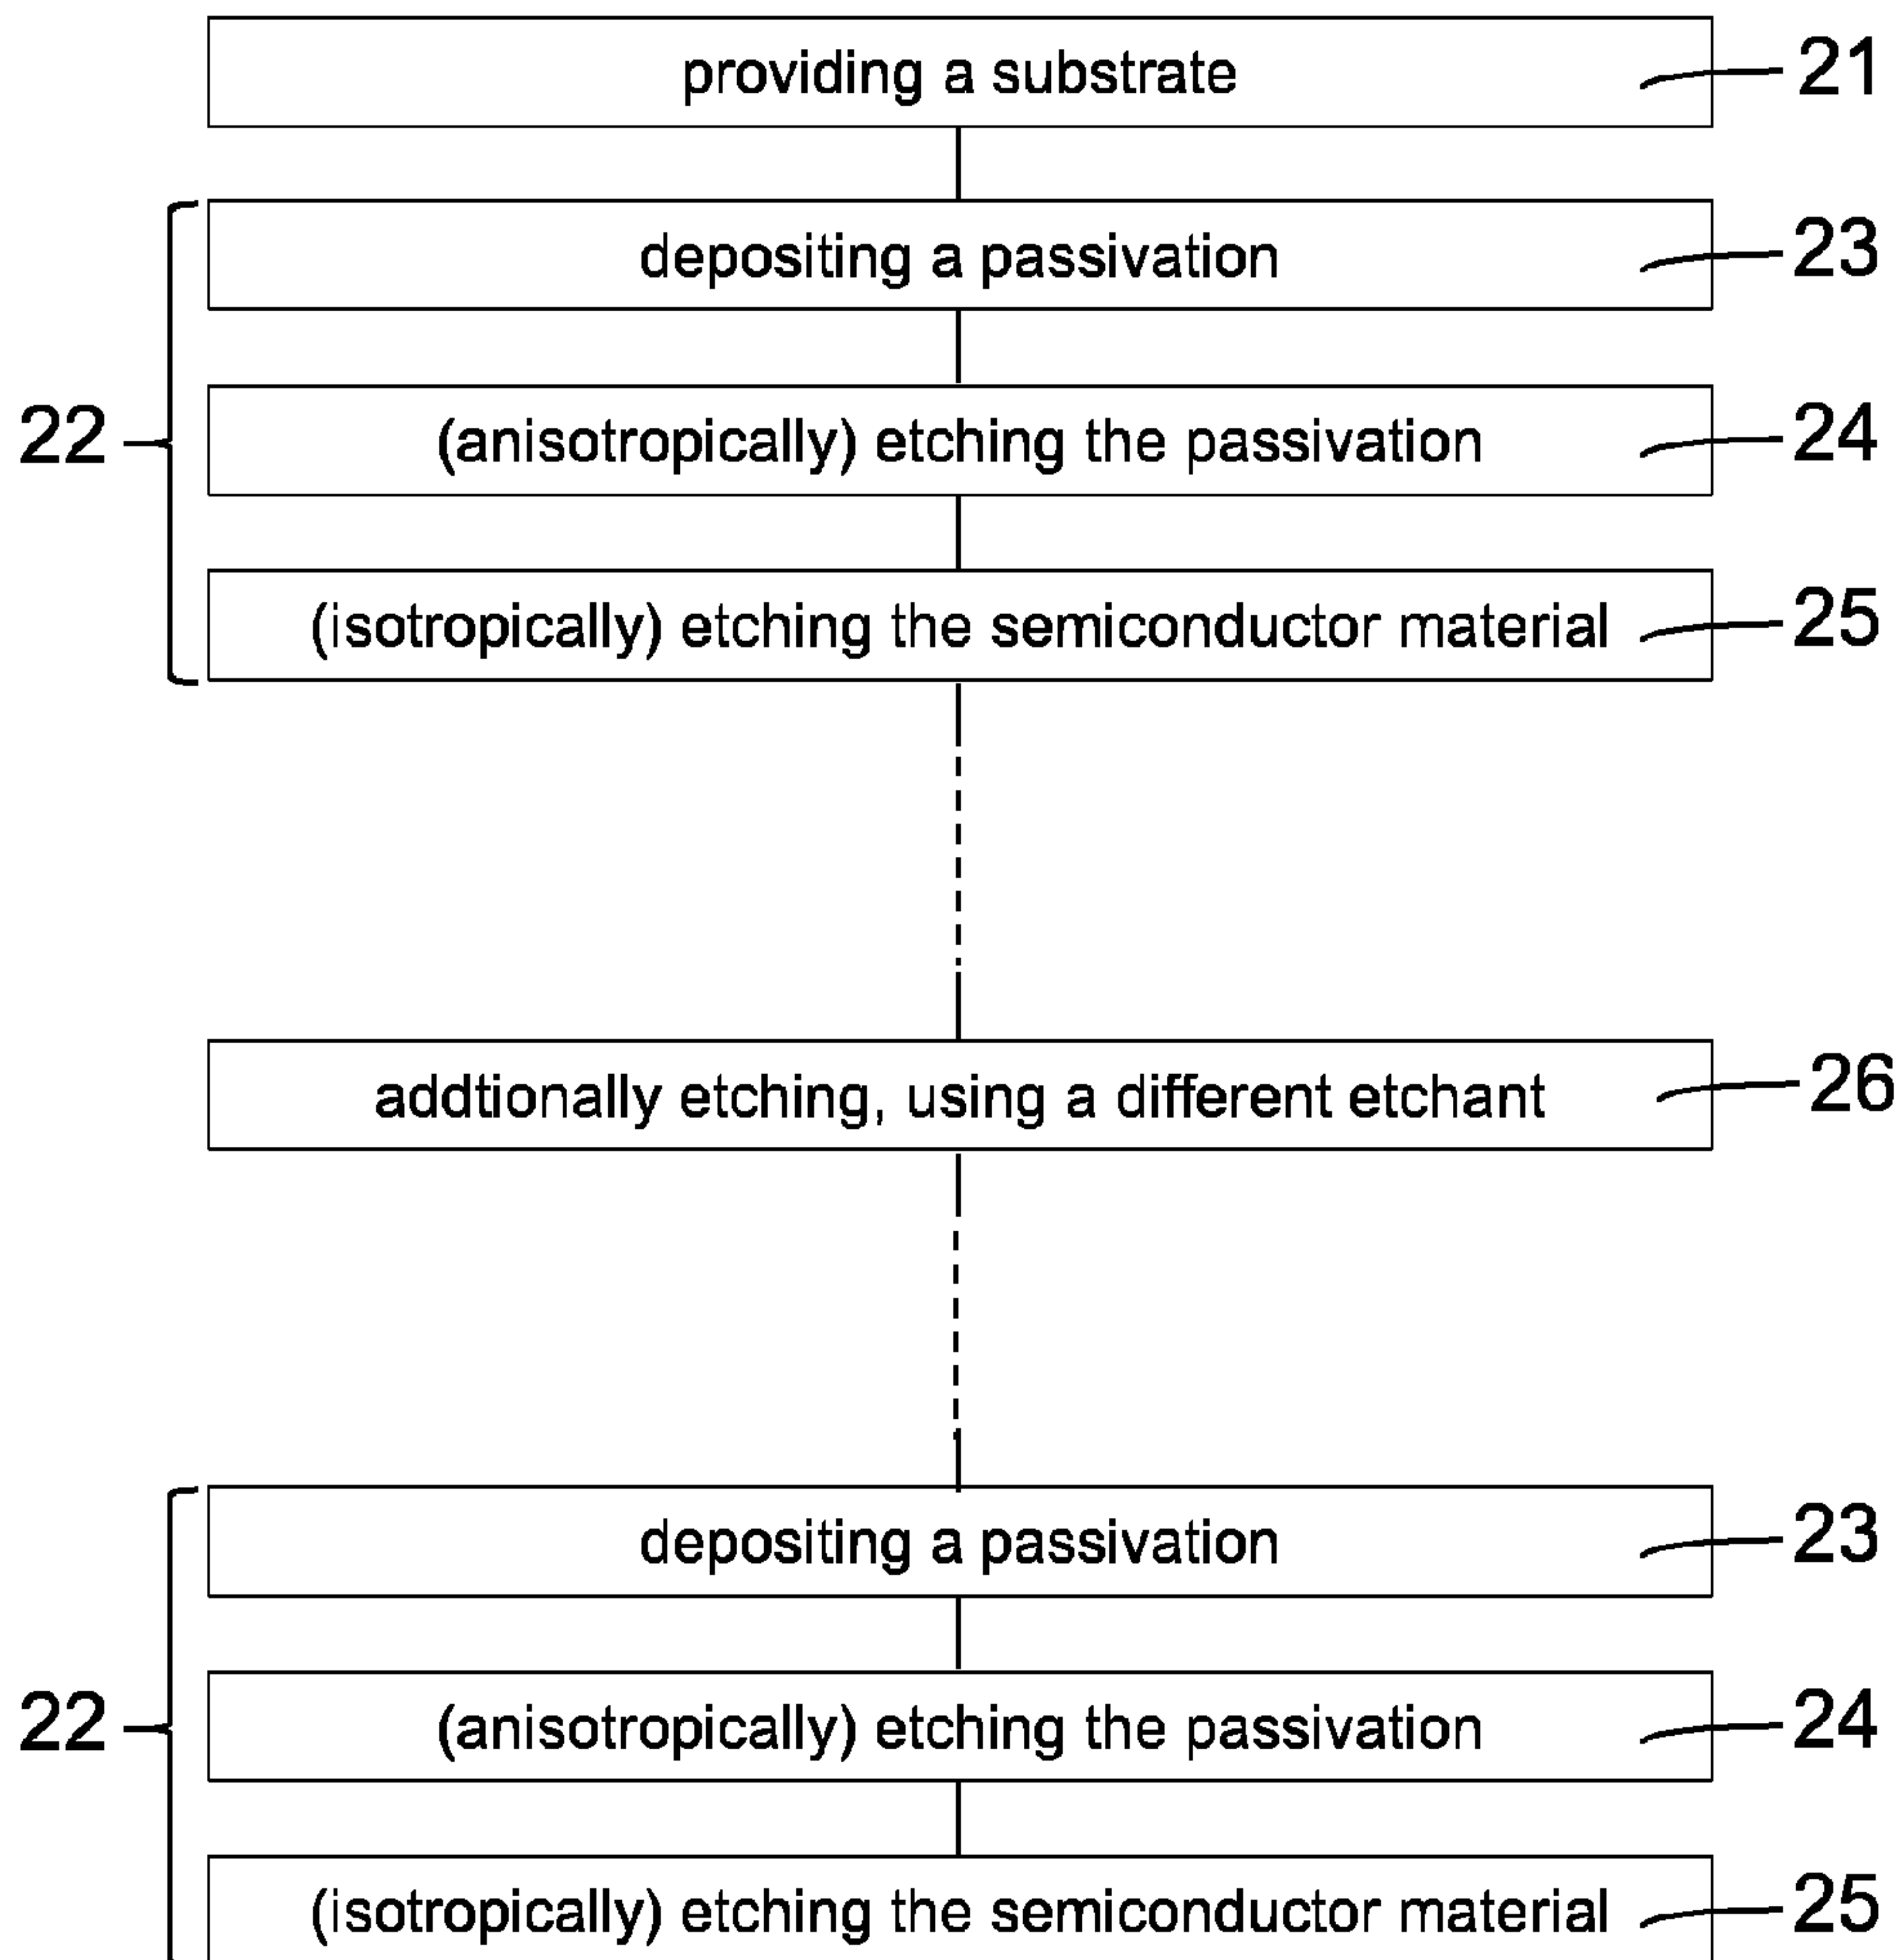 providing a substrate 21
depositing a passivation 23
22 (anisotropically) etching the passivation 24
(isotropically) etching the semiconductor material 25
addtionally etching, using a different etchant 26
depositing a passivation 23
22 (anisotropically) etching the passivation 24
(isotropically) etching the semiconductor material 25